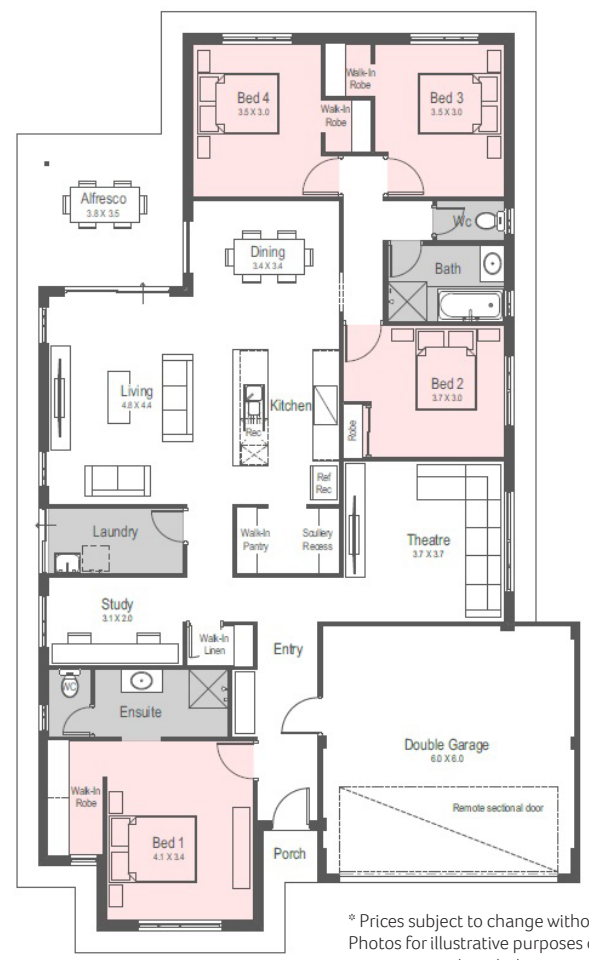 Bed 4
3.5 X 3.0
Walk-In
Robe
Walk-In
Robe
Bed 3
3.5 X 3.0
Alfresco
3.8 X 3.5
Wc
Dining
3.4 X 3.4
Bath
Living
4.8 X 4.4
Kitchen
Rec
Bed 2
3.7 X 3.0
Robe
Ref
Rec
Laundry
Walk-In
Pantry
Scullery
Recess
Theatre
3.7 X 3.7
Study
3.1 X 2.0
Walk-In
Linen
Entry
WC
Ensuite
Double Garage
6.0 X 6.0
Walk-In
Robe
Remote sectional door
Bed 1
4.1 X 3.4
Porch
* Prices subject to change witho
Photos for illustrative purposes